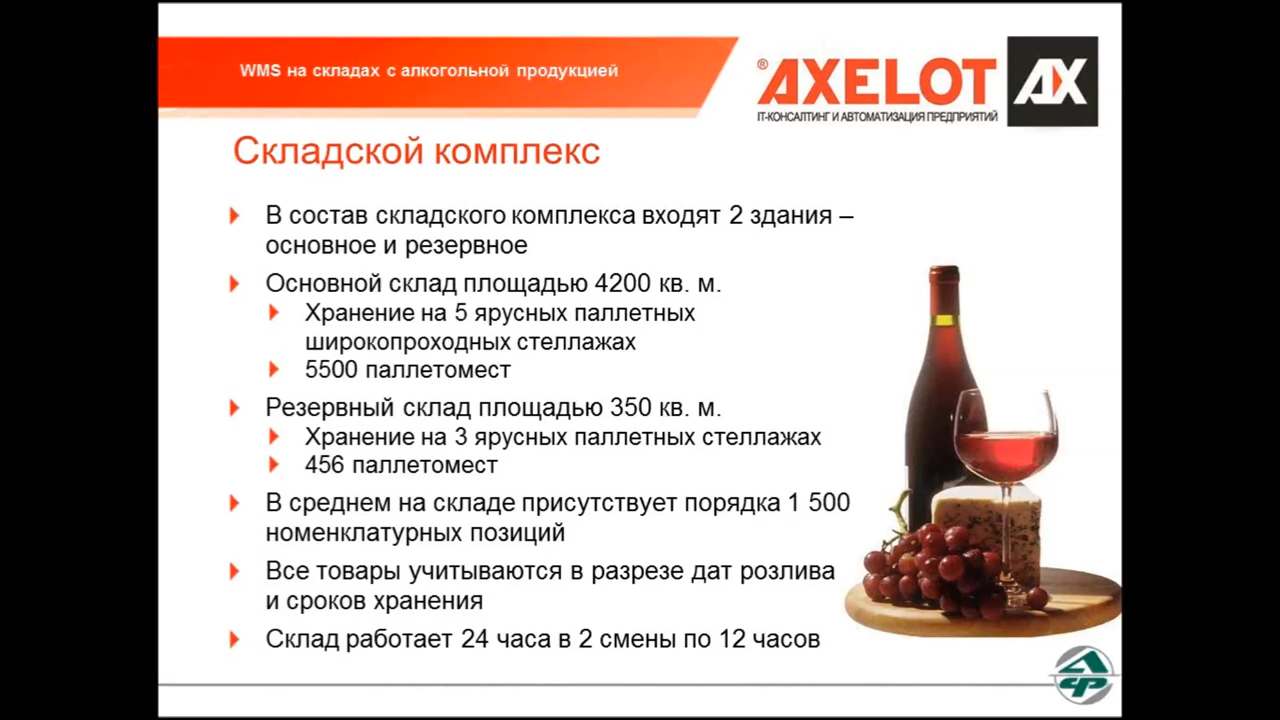 WMS на складах с алкогольной продукцией
® AXELOT AX
IT-КОНСАЛТИНГ И АВТОМАТИЗАЦИЯ ПРЕДПРИЯТИЙ
Складской комплекс
В состав складского комплекса входят 2 здания –
основное и резервное
Основной склад площадью 4200 кв. м.
Хранение на 5 ярусных паллетных
широкопроходных стеллажах
5500 паллетомест
Резервный склад площадью 350 кв. м.
Хранение на 3 ярусных паллетных стеллажах
456 паллетомест
В среднем на складе присутствует порядка 1 500
номенклатурных позиций
Все товары учитываются в разрезе дат розлива
и сроков хранения
Склад работает 24 часа в 2 смены по 12 часов